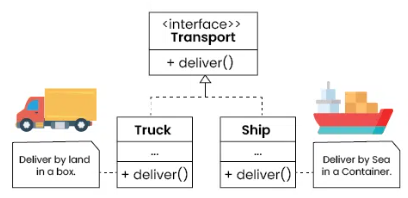 <interface>>
Transport
+ deliver()
Truck
...
+ deliver()
Ship
...
+ deliver()
Deliver by land
in a box.
Deliver by Sea
in a Container.